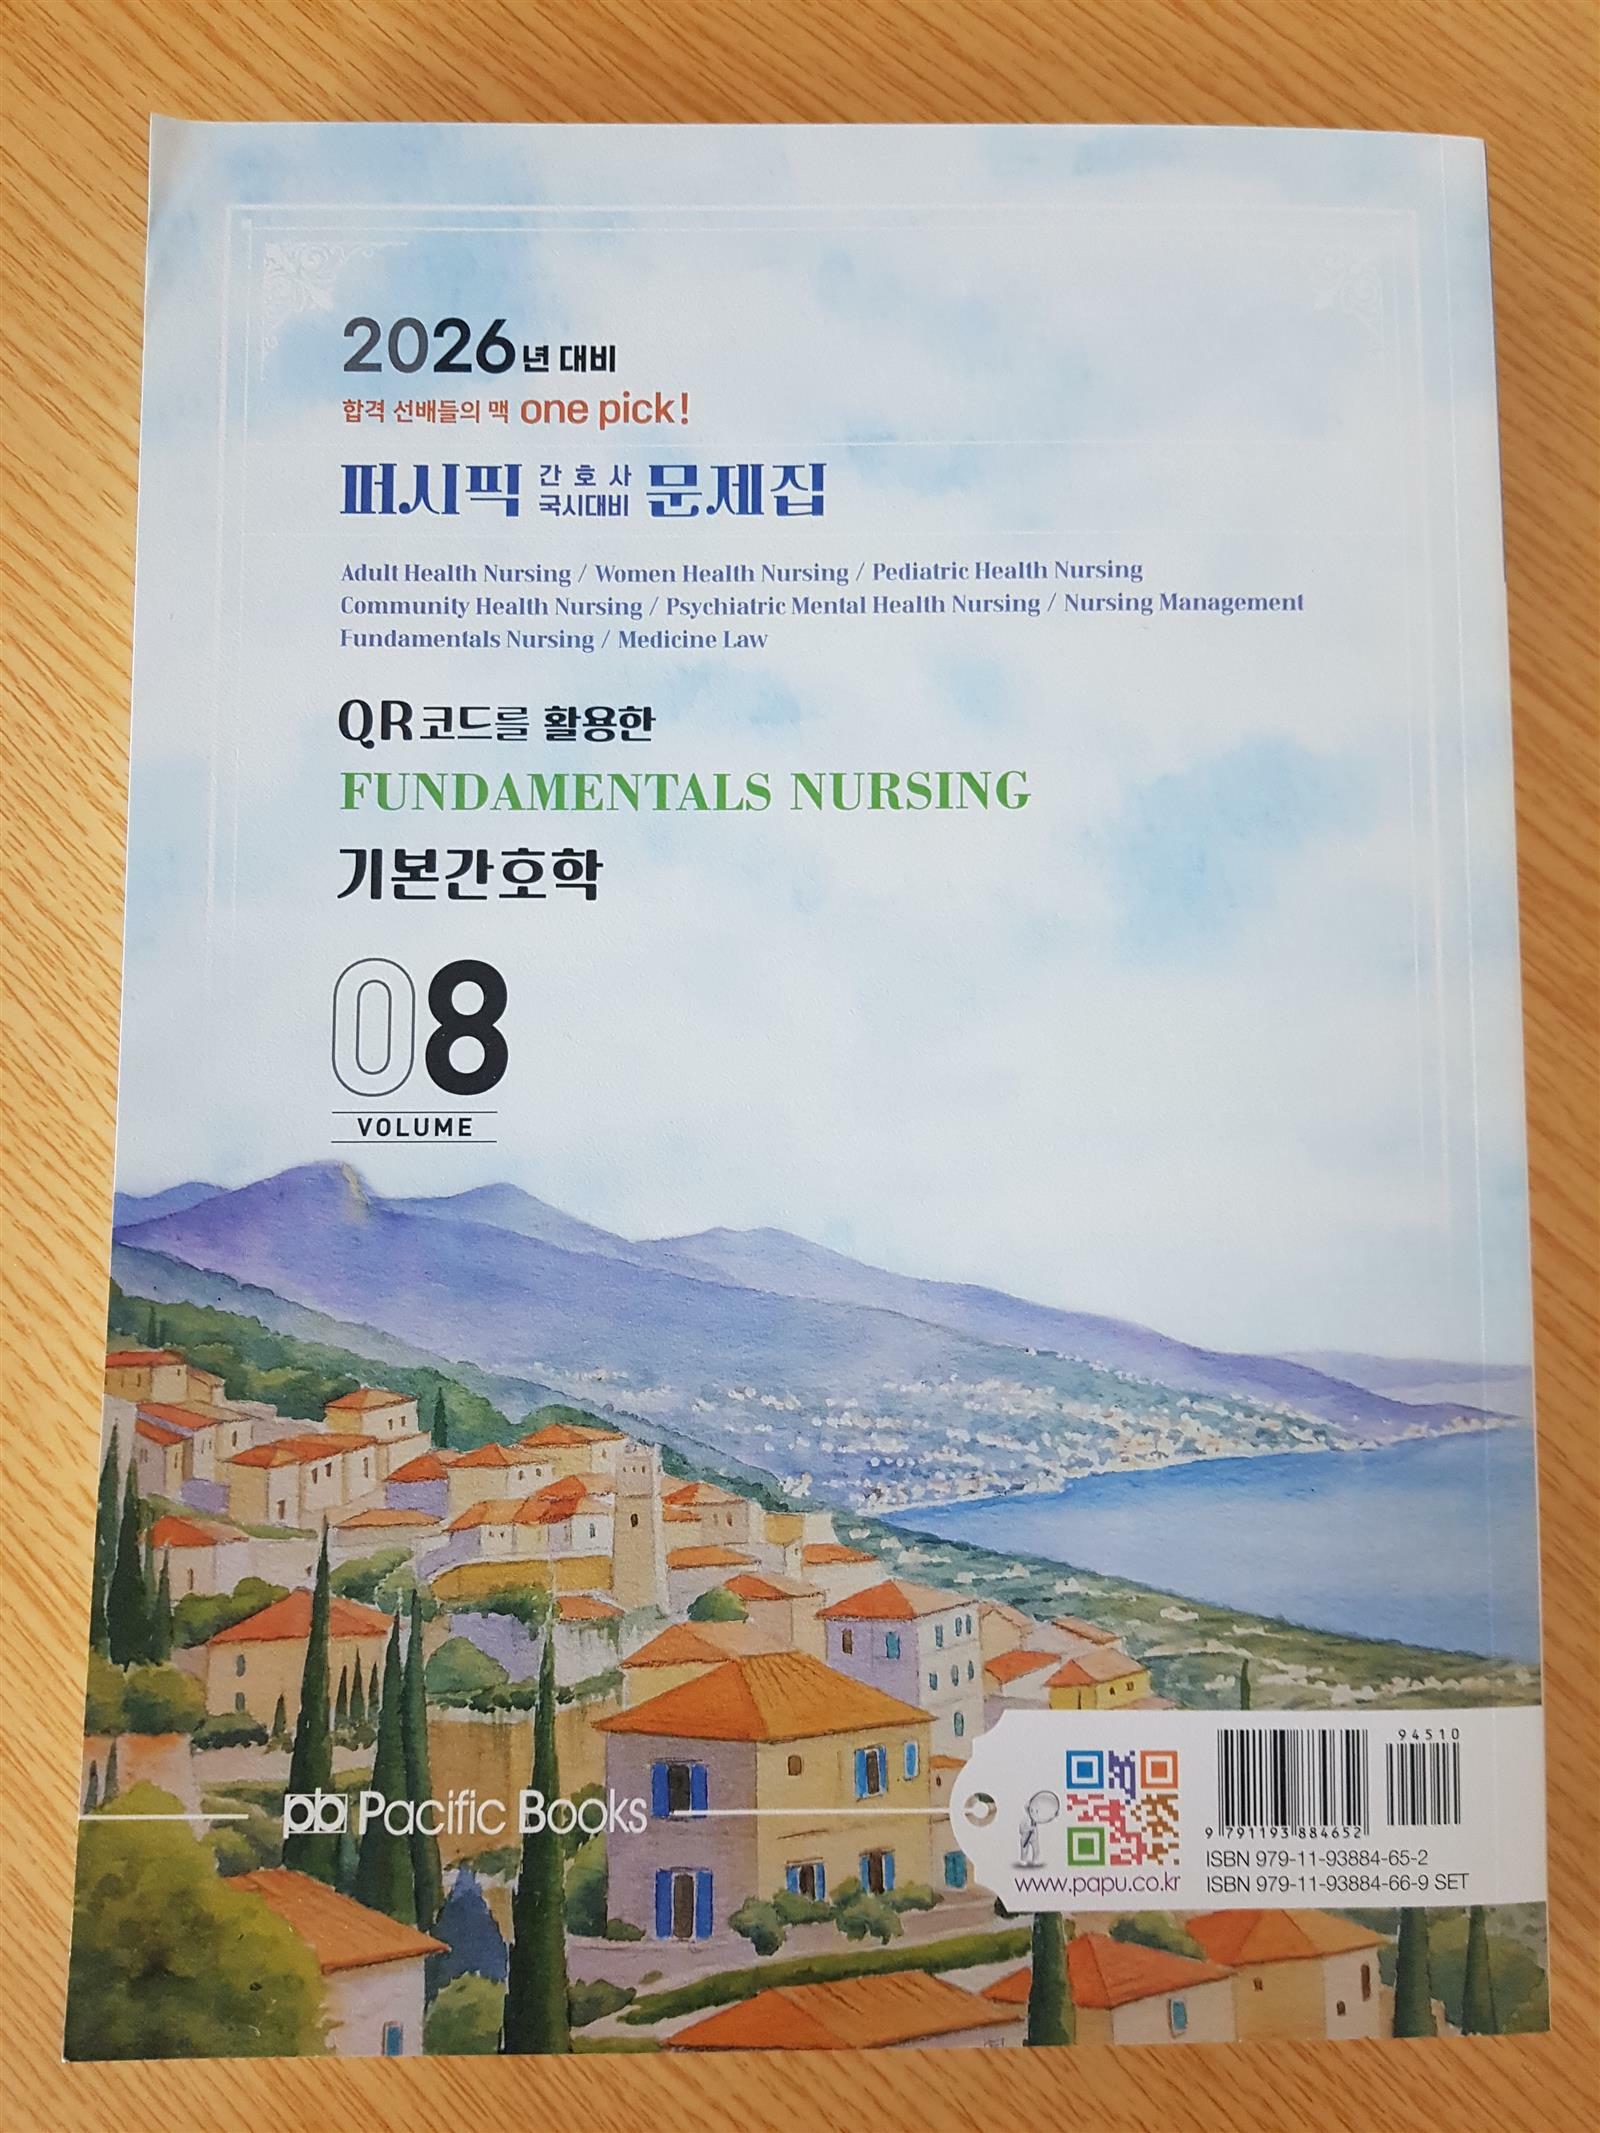 2026년 대비
합격 선배들의 맥 one pick!
퍼시픽 간호사 국시대비 문제집
Adult Health Nursing / Women Health Nursing / Pediatric Health Nursing
Community Health Nursing / Psychiatric Mental Health Nursing / Nursing Management
Fundamentals Nursing / Medicine Law
QR코드를 활용한
FUNDAMENTALS NURSING
기본간호학
08
VOLUME
pb Pacific Books
www.papu.co.kr
94510
9 791193 884652
ISBN 979-11-93884-65-2
ISBN 979-11-93884-66-9 SET